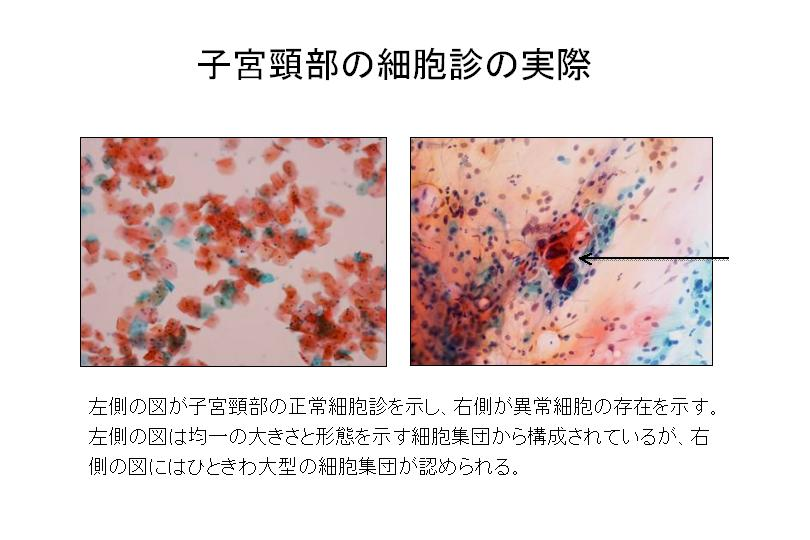 子宮頸部の細胞診の実際
左側の図が子宮頸部の正常細胞診を示し、右側が異常細胞の存在を示す。
左側の図は均一の大きさと形態を示す細胞集団から構成されているが、右
側の図にはひときわ大型の細胞集団が認められる。